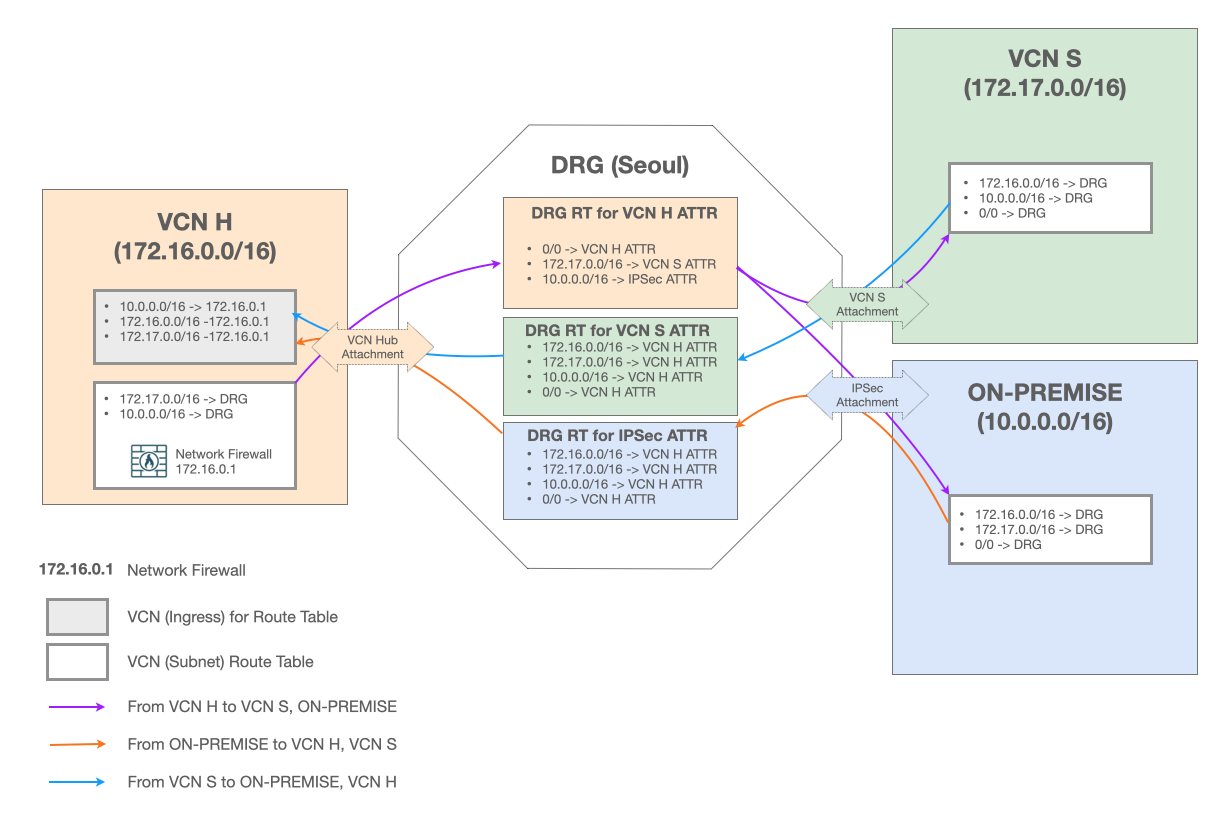 VCN H
(172.16.0.0/16)
• 10.0.0.0/16 -> 172.16.0.1
• 172.16.0.0/16 -172.16.0.1
• 172.17.0.0/16 -172.16.0.1
• 172.17.0.0/16 -> DRG
• 10.0.0.0/16 -> DRG
Network Firewall
172.16.0.1
VCN Hub
Attachment
DRG (Seoul)
DRG RT for VCN H ATTR
• 0/0 -> VCN H ATTR
• 172.17.0.0/16 -> VCN S ATTR
• 10.0.0.0/16 -> IPSec ATTR
DRG RT for VCN S ATTR
• 172.16.0.0/16 -> VCN H ATTR
• 172.17.0.0/16 -> VCN H ATTR
• 10.0.0.0/16 -> VCN H ATTR
• 0/0 -> VCN H ATTR
DRG RT for IPSec ATTR
• 172.16.0.0/16 -> VCN H ATTR
• 172.17.0.0/16 -> VCN H ATTR
• 10.0.0.0/16 -> VCN H ATTR
• 0/0 -> VCN H ATTR
VCN S
Attachment
IPSec
Attachment
VCN S
(172.17.0.0/16)
• 172.16.0.0/16 -> DRG
• 10.0.0.0/16 -> DRG
• 0/0 -> DRG
ON-PREMISE
(10.0.0.0/16)
• 172.16.0.0/16 -> DRG
• 172.17.0.0/16 -> DRG
• 0/0 -> DRG
172.16.0.1 Network Firewall
VCN (Ingress) for Route Table
VCN (Subnet) Route Table
From VCN H to VCN S, ON-PREMISE
From ON-PREMISE to VCN H, VCN S
From VCN S to ON-PREMISE, VCN H